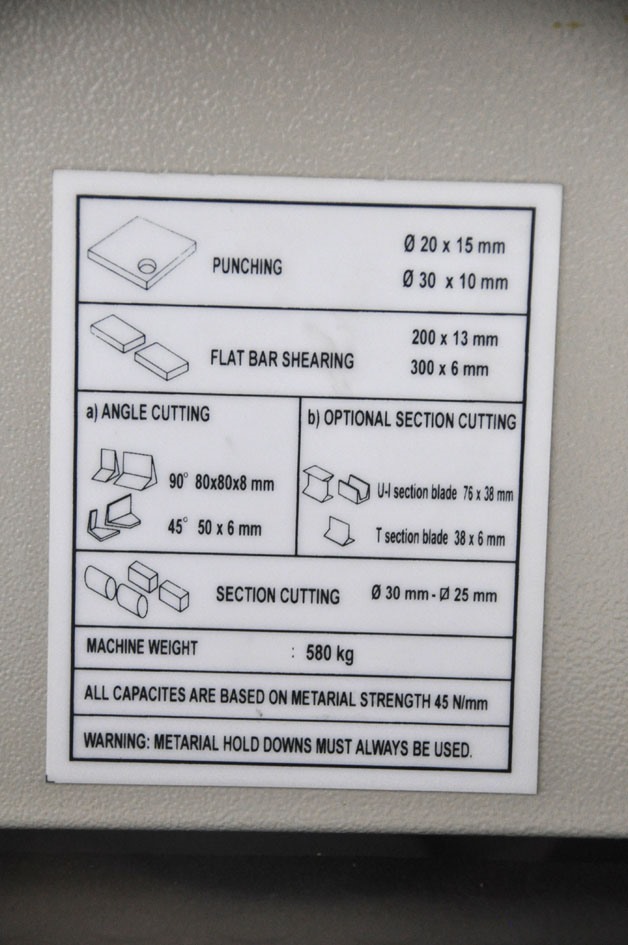 PUNCHING
Ø 20 x 15 mm
Ø 30 x 10 mm
FLAT BAR SHEARING
200 x 13 mm
300 x 6 mm
a) ANGLE CUTTING
90° 80x80x8 mm
45° 50 x 6 mm
b) OPTIONAL SECTION CUTTING
U-I section blade 76 x 38 mm
T section blade 38 x 6 mm
SECTION CUTTING Ø 30 mm - ⍁ 25 mm
MACHINE WEIGHT : 580 kg
ALL CAPACITES ARE BASED ON METARIAL STRENGTH 45 N/mm
WARNING: METARIAL HOLD DOWNS MUST ALWAYS BE USED.